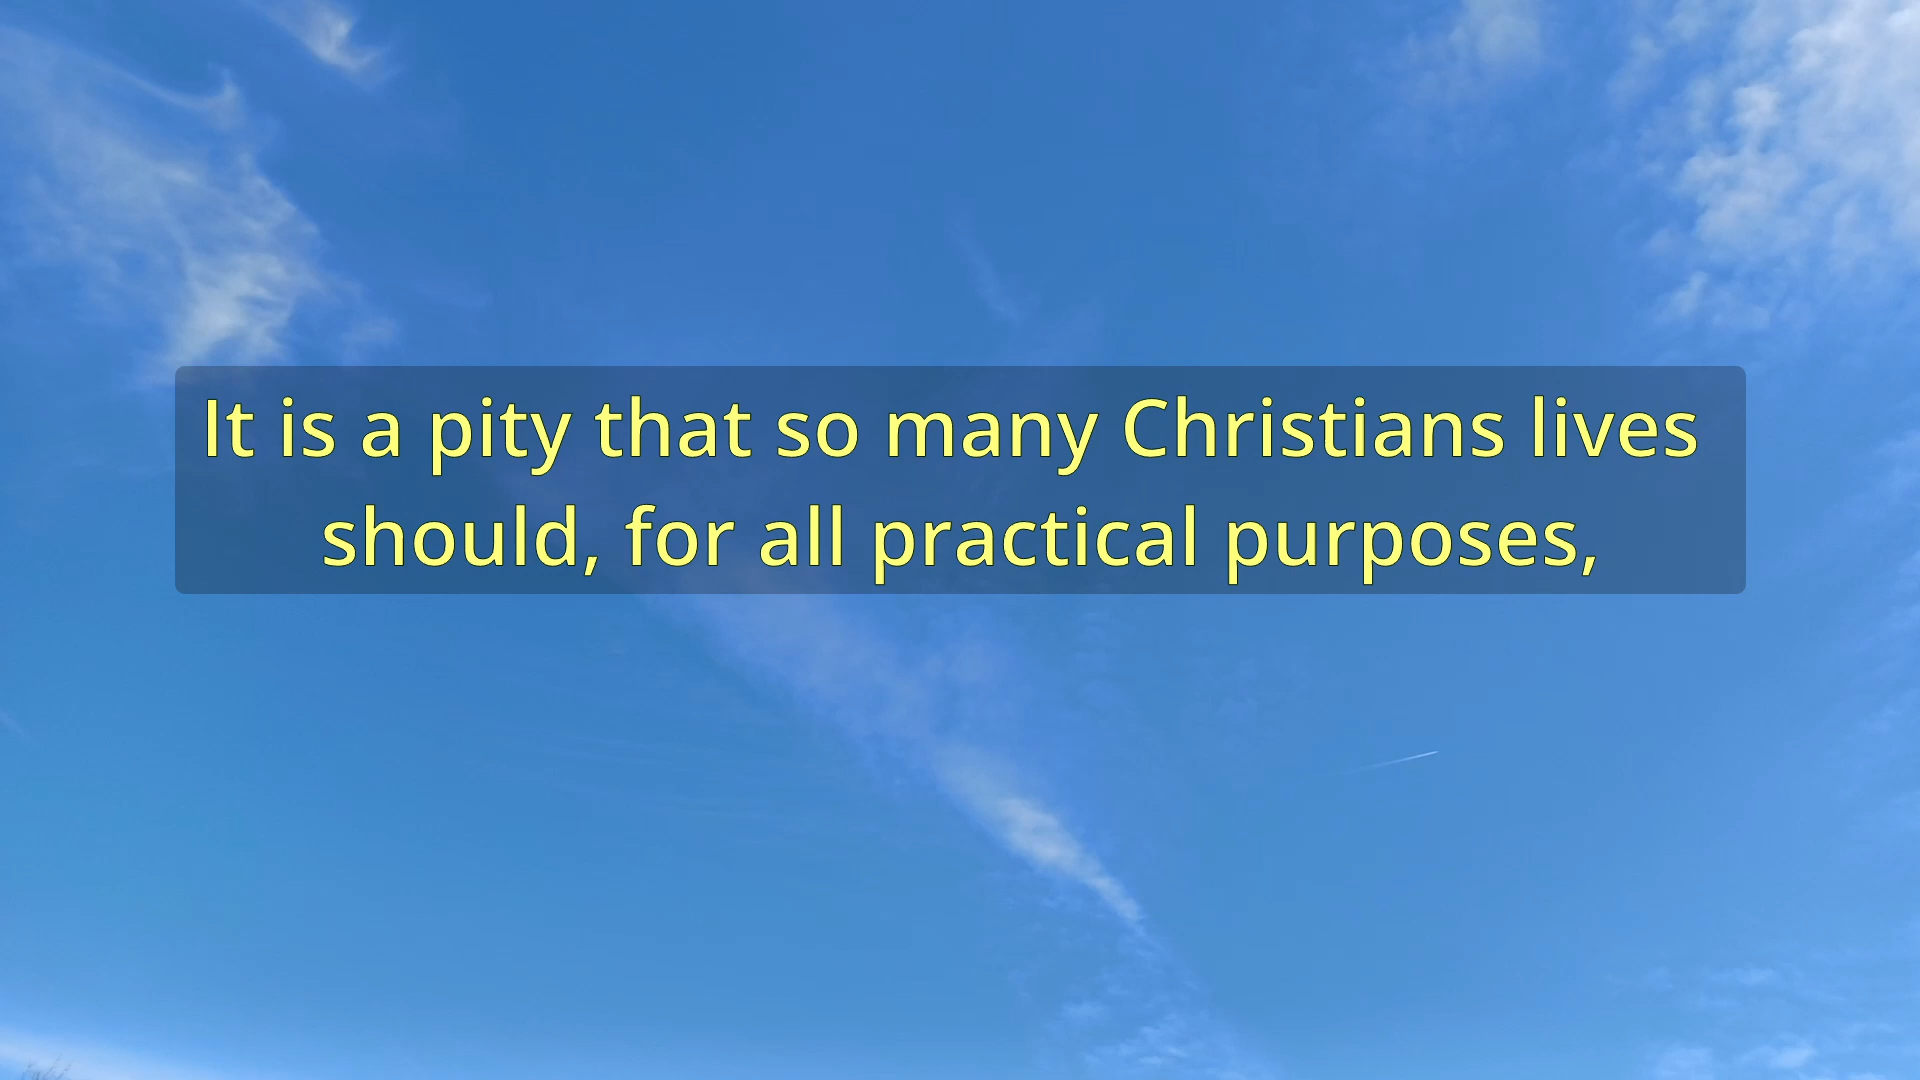 It is a pity that so many Christians lives
should, for all practical purposes,